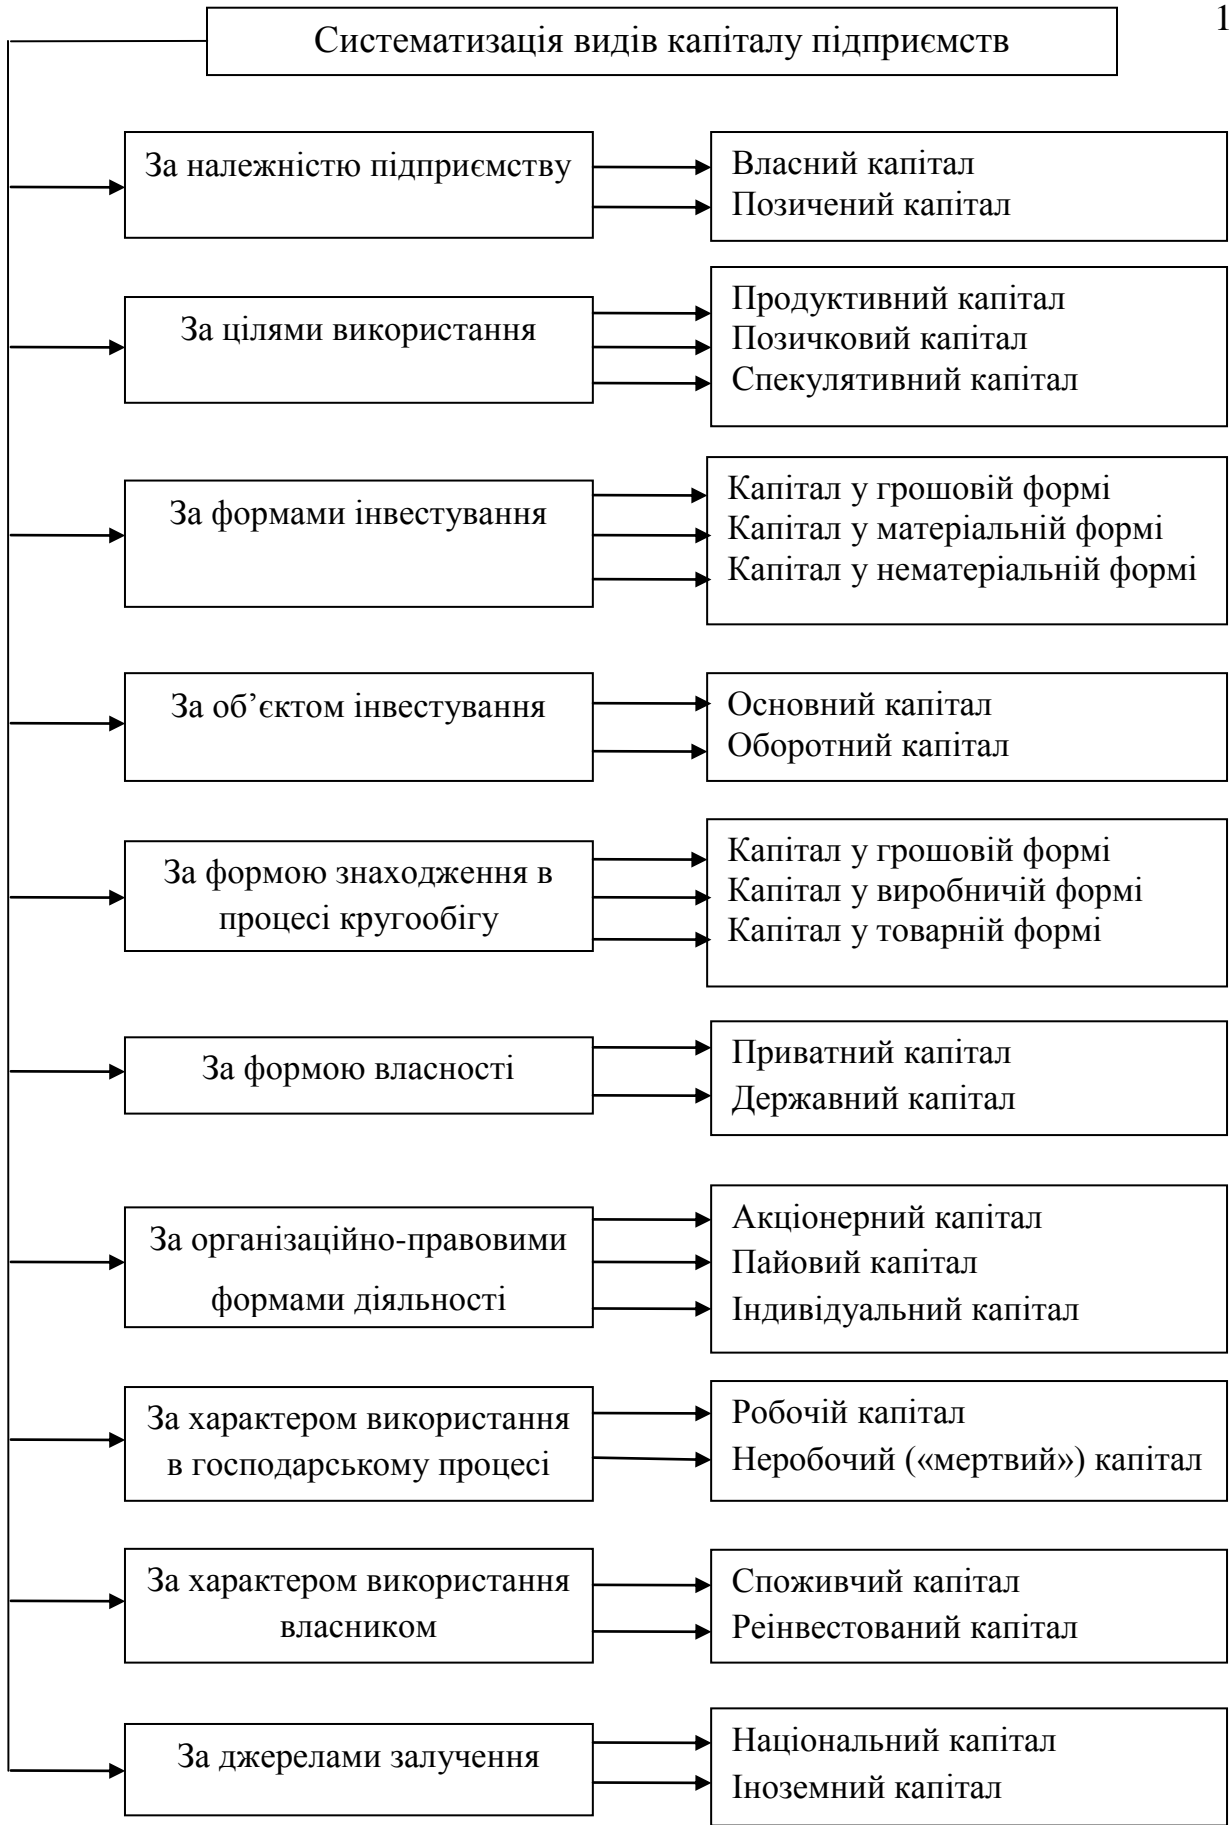 1
Систематизація видів капіталу підприємств
За належністю підприємству
Власний капітал
Позичений капітал
За цілями використання
Продуктивний капітал
Позичковий капітал
Спекулятивний капітал
За формами інвестування
Капітал у грошовій формі
Капітал у матеріальній формі
Капітал у нематеріальній формі
За об’єктом інвестування
Основний капітал
Оборотний капітал
За формою знаходження в
процесі кругообігу
Капітал у грошовій формі
Капітал у виробничій формі
Капітал у товарній формі
За формою власності
Приватний капітал
Державний капітал
За організаційно-правовими
формами діяльності
Акціонерний капітал
Пайовий капітал
Індивідуальний капітал
За характером використання
в господарському процесі
Робочій капітал
Неробочий («мертвий») капітал
За характером використання
власником
Споживчий капітал
Реінвестований капітал
За джерелами залучення
Національний капітал
Іноземний капітал